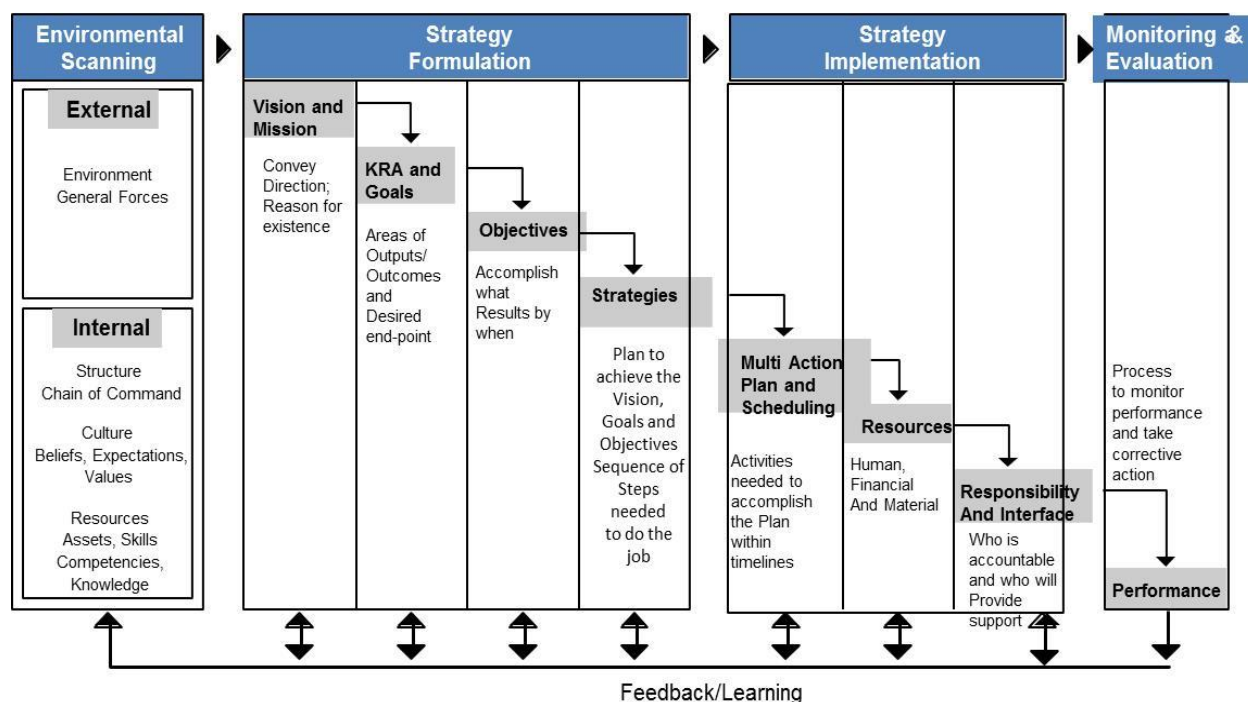 Environmental
Scanning
External
Environment
General Forces
Internal
Structure
Chain of Command
Culture
Beliefs, Expectations,
Values
Resources
Assets, Skills
Competencies,
Knowledge
Strategy
Formulation
Vision and
Mission
Convey
Direction;
Reason for
existence
KRA and
Goals
Areas of
Outputs/
Outcomes
and
Desired
end-point
Objectives
Accomplish
what
Results by
when
Strategies
Plan to
achieve the
Vision,
Goals and
Objectives
Sequence of
Steps
needed
to do the
job
Strategy
Implementation
Multi Action
Plan and
Scheduling
Activities
needed to
accomplish
the Plan
within
timelines
Resources
Human,
Financial
And Material
Responsibility
And Interface
Who is
accountable
and who will
Provide
support
Monitoring &
Evaluation
Process
to monitor
performance
and take
corrective
action
Performance
Feedback/Learning